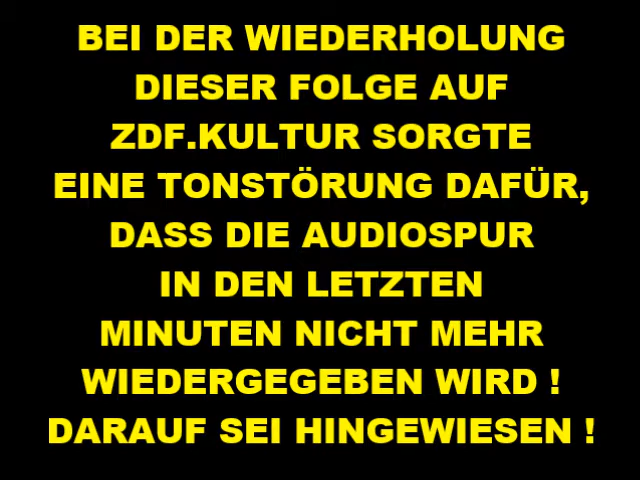 BEI DER WIEDERHOLUNG
DIESER FOLGE AUF
ZDF.KULTUR SORGTE
EINE TONSTÖRUNG DAFÜR,
DASS DIE AUDIOSPUR
IN DEN LETZTEN
MINUTEN NICHT MEHR
WIEDERGEGEBEN WIRD !
DARAUF SEI HINGEWIESEN !